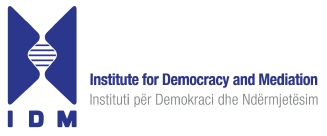 Institute for Democracy and Mediation
Instituti për Demokraci dhe Ndërmjetësim
IDM